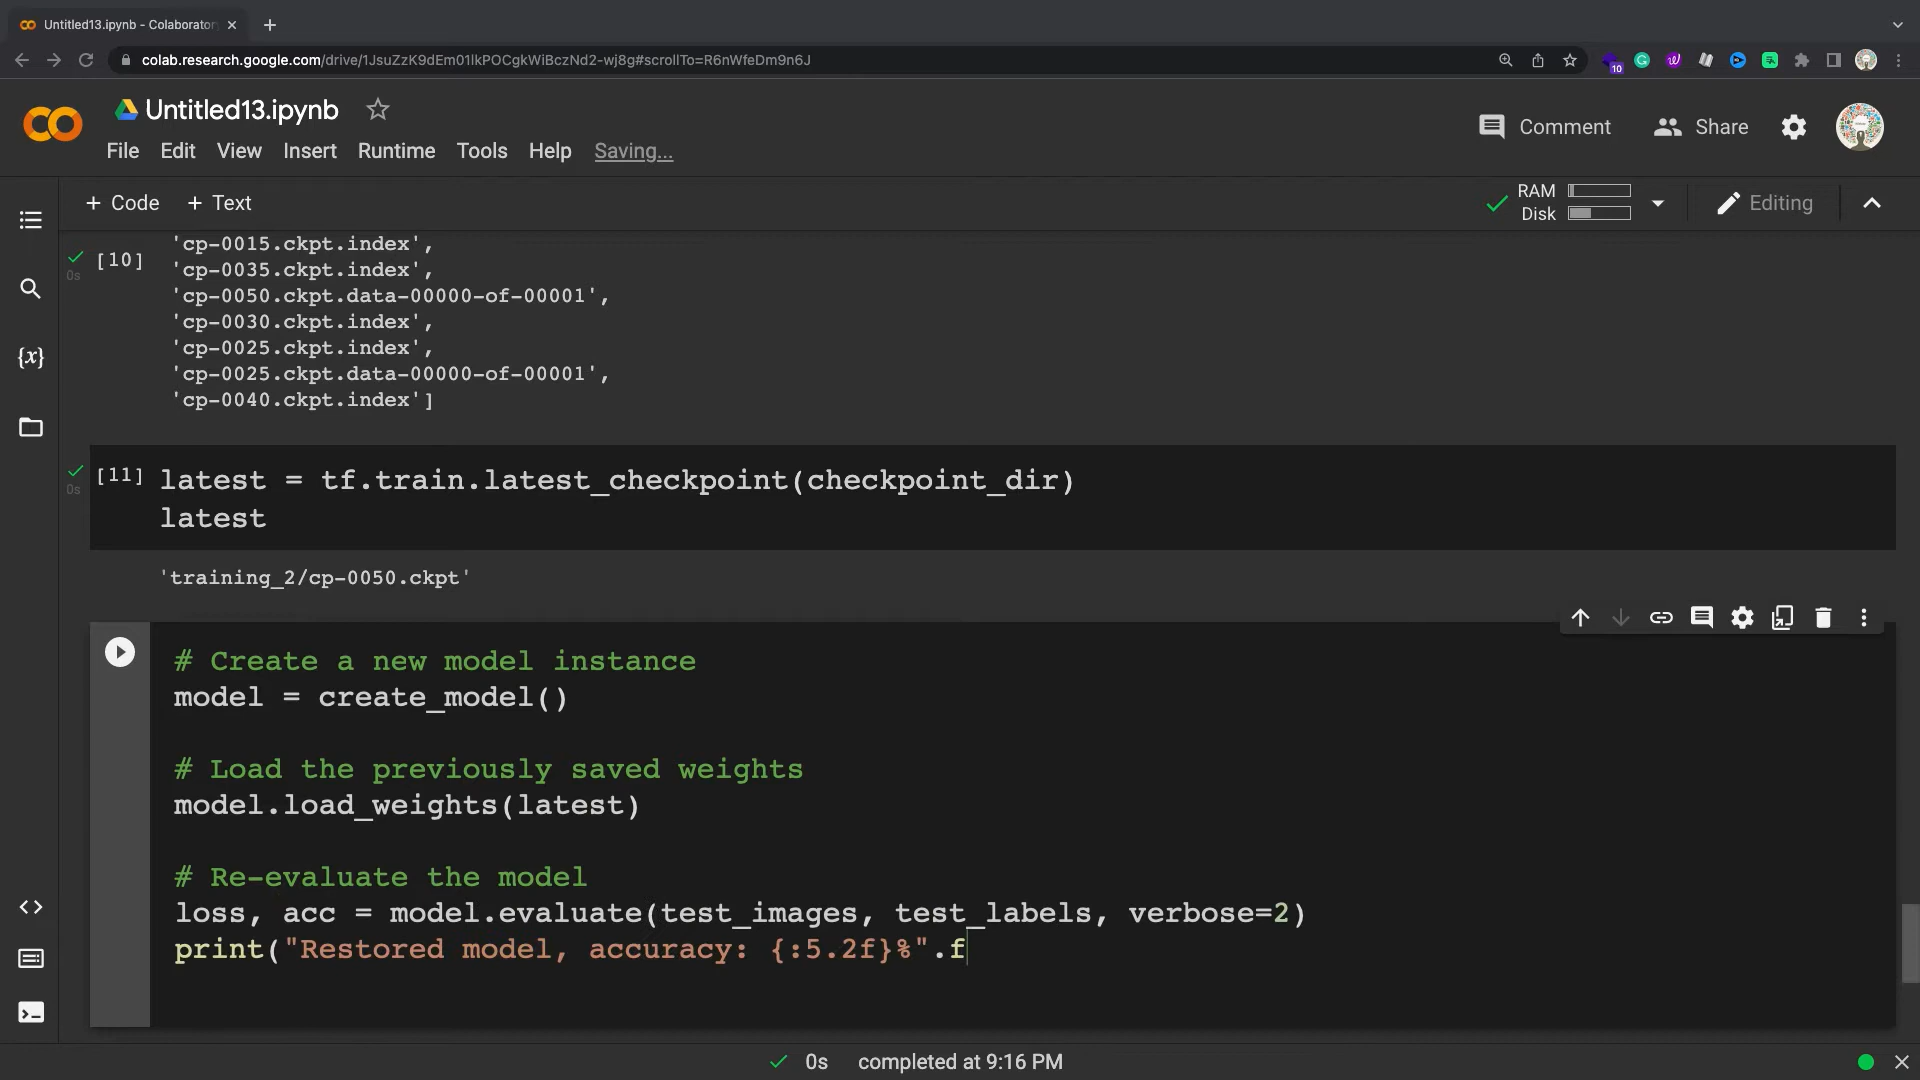 Untitled13.ipynb - Colaborator
colab.research.google.com/drive/1JsuZzK9dEm01lkPOCgkWiBczNd2-wj8g#scrollTo=R6nWfeDm9n6J
10
Untitled13.ipynb
Comment Share
File Edit View Insert Runtime Tools Help Saving...
+ Code + Text
RAM
Disk
Editing
'cp-0015.ckpt.index',
[10]
0s
'cp-0035.ckpt.index',
'cp-0050.ckpt.data-00000-of-00001',
'cp-0030.ckpt.index',
'cp-0025.ckpt.index',
'cp-0025.ckpt.data-00000-of-00001',
'cp-0040.ckpt.index']
[11] latest = tf.train.latest_checkpoint(checkpoint_dir)
0s
latest
'training_2/cp-0050.ckpt'
# Create a new model instance
model = create_model()
# Load the previously saved weights
model.load_weights(latest)
# Re-evaluate the model
loss, acc = model.evaluate(test_images, test_labels, verbose=2)
print("Restored model, accuracy: {:5.2f}%".f
0s completed at 9:16 PM